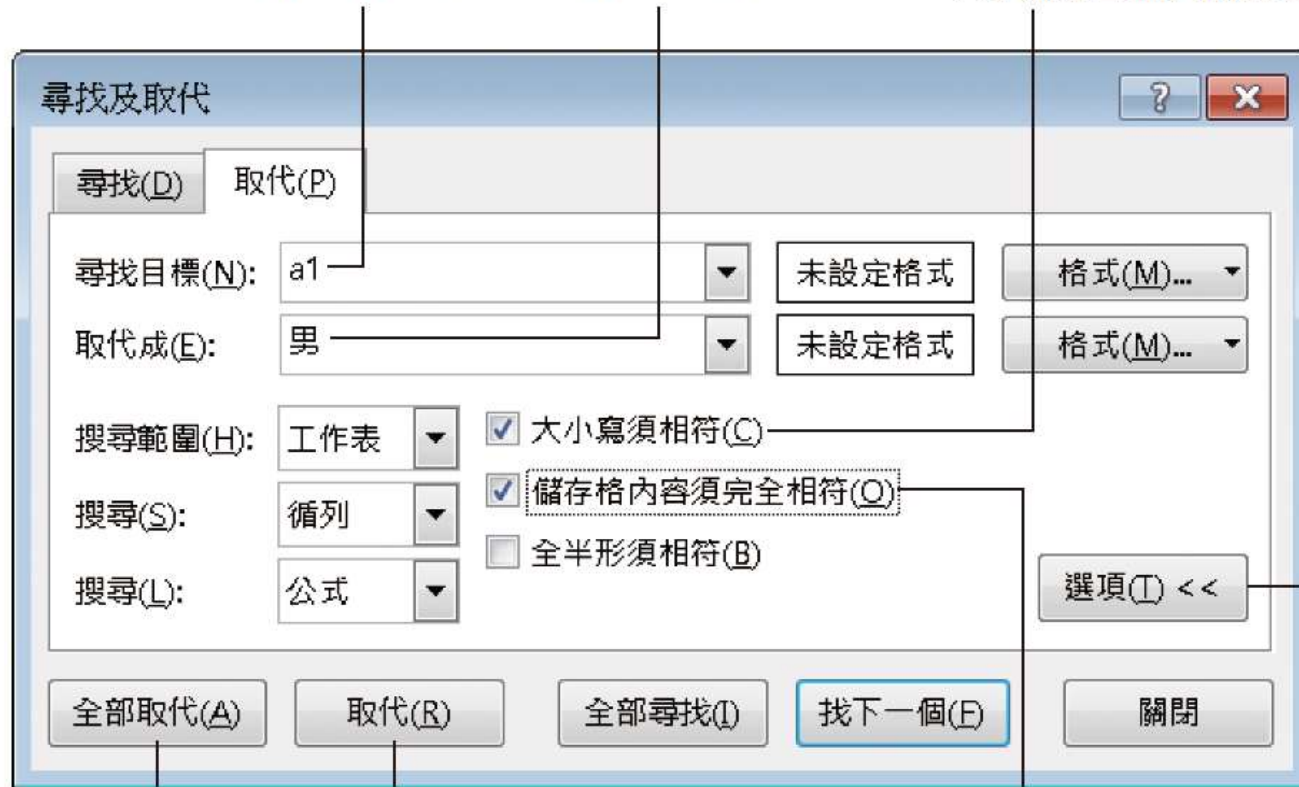 尋找及取代
尋找(D) 取代(P)
尋找目標(N): a1 未設定格式 格式(M)...
取代成(E): 男 未設定格式 格式(M)...
搜尋範圍(H): 工作表 大小寫須相符(C)
搜尋(S): 循列 儲存格內容須完全相符(O)
全半形須相符(B)
搜尋(L): 公式 選項(T) <<
全部取代(A) 取代(R) 全部尋找(I) 找下一個(F) 關閉